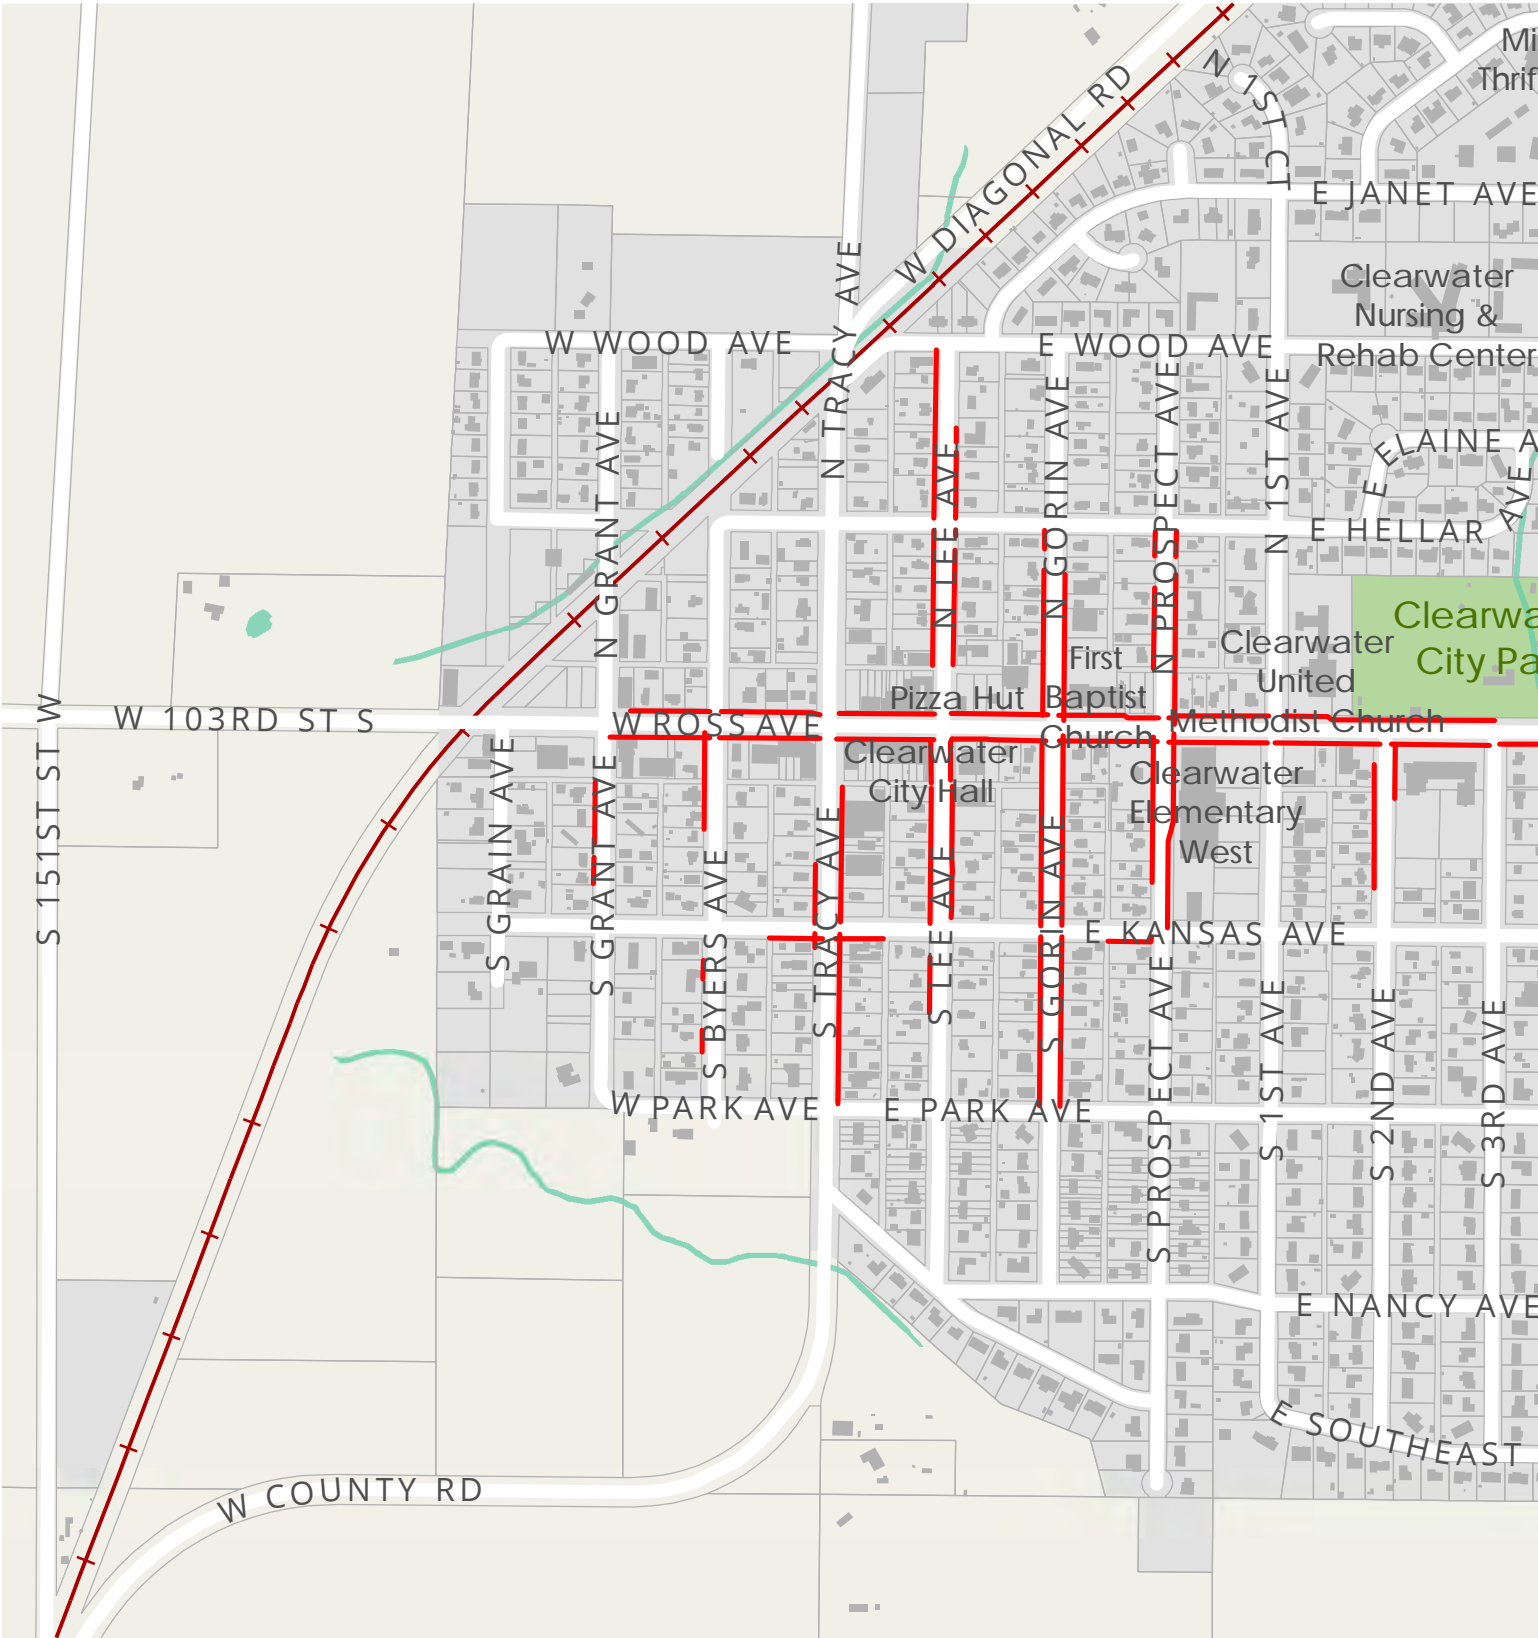 Mi
Thrif
N 1ST CT
W DIAGONAL RD
E JANET AVE
N TRACY AVE
Clearwater
Nursing &
Rehab Center
W WOOD AVE
E WOOD AVE
N GRANT AVE
N LEE AVE
N GORIN AVE
N PROSPECT AVE
N 1ST AVE
E ELAINE A
AVE
E HELLAR
Clearwa
City Pa
Clearwater
United
Methodist Church
First
Baptist
Church
Pizza Hut
W 103RD ST S
W ROSS AVE
S 151ST ST W
Clearwater
City Hall
Clearwater
Elementary
West
S GRAIN AVE
S GRANT AVE
S BYERS AVE
S TRACY AVE
S LEE AVE
S GORIN AVE
E KANSAS AVE
S PROSPECT AVE
S 1ST AVE
S 2ND AVE
S 3RD AVE
W PARK AVE
E PARK AVE
E NANCY AVE
E SOUTHEAST
W COUNTY RD